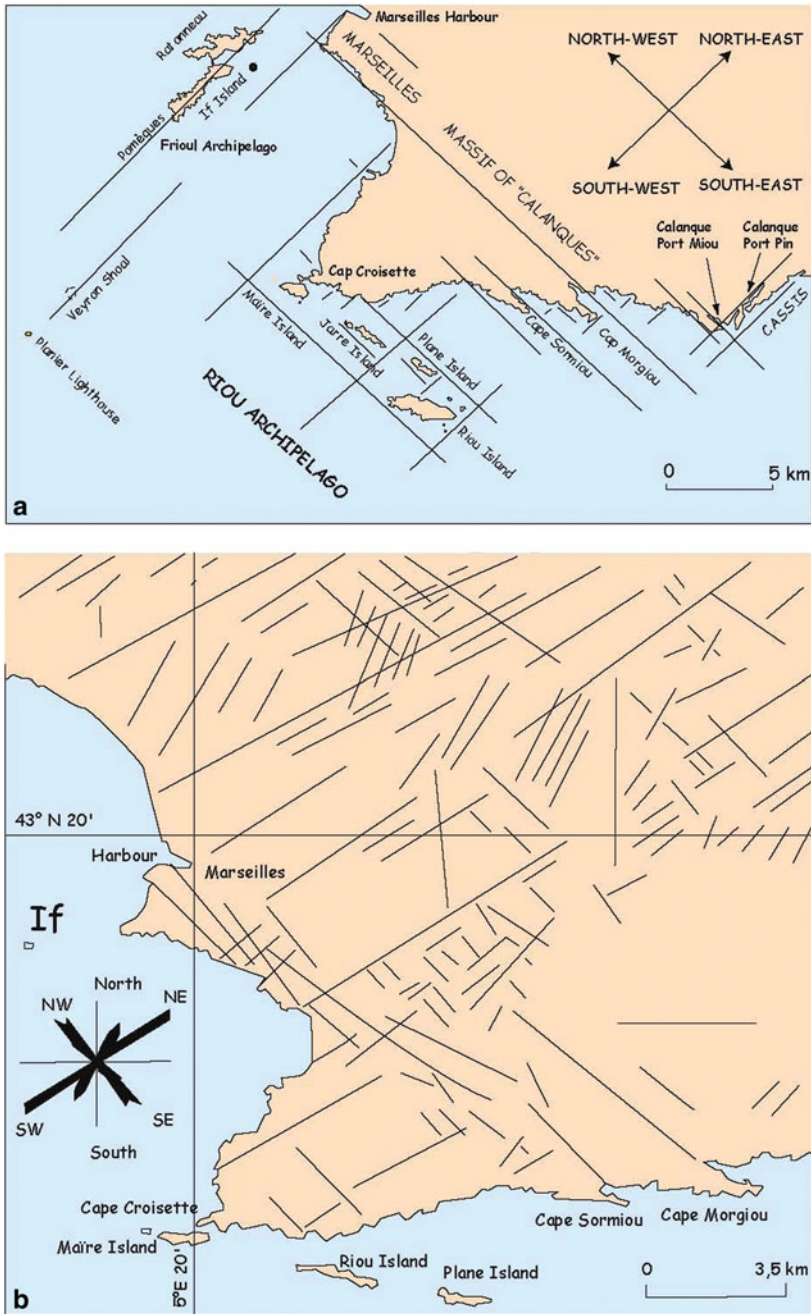 Marseilles Harbour
Ratonneau
If Island
Pomèques
Frioul Archipelago
MARSEILLES
MASSIF OF "CALANQUES"
NORTH-WEST
NORTH-EAST
SOUTH-WEST
SOUTH-EAST
Calanque
Port Miou
Calanque
Port Pin
CASSIS
Veyron Shoal
Planier Lighthouse
Cap Croisette
Maïre Island
Jarre Island
Plane Island
Riou Island
RIOU ARCHIPELAGO
Cape Sormiou
Cap Morgiou
0 5 km
a
43° N 20'
Harbour
Marseilles
If
North
NW
NE
SW
SE
South
Cape Croisette
Maïre Island
5°E 20'
Riou Island
Plane Island
Cape Sormiou
Cape Morgiou
0 3,5 km
b